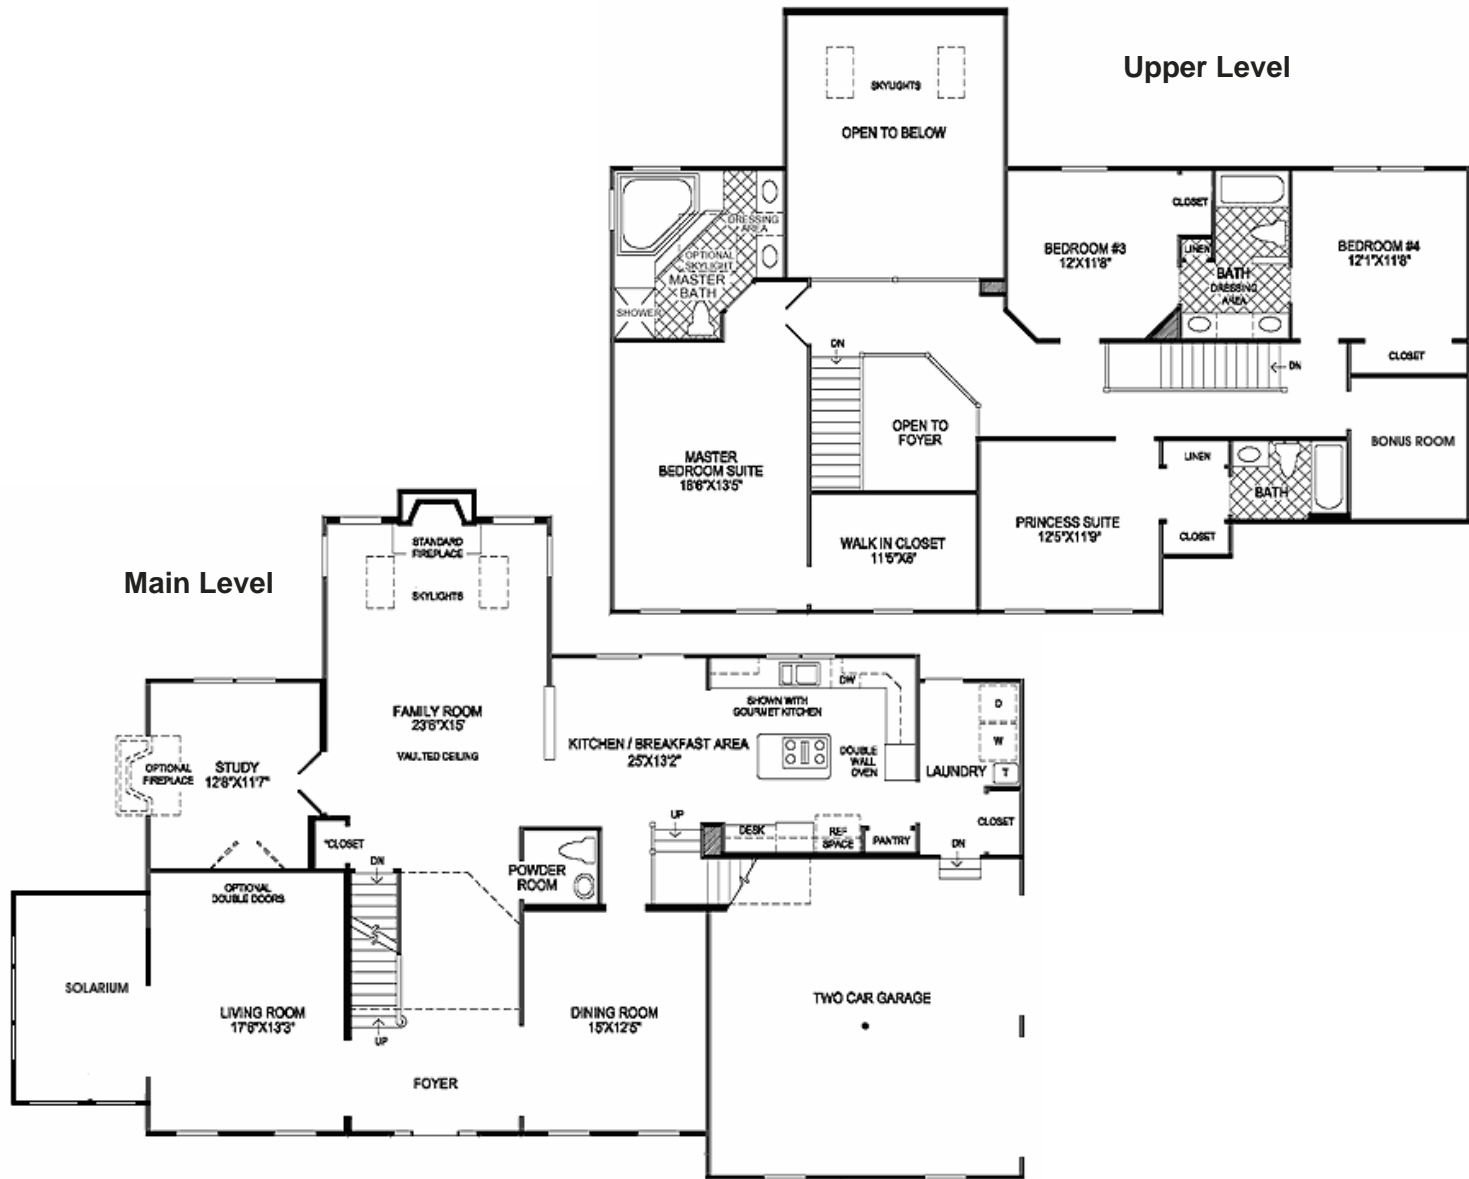 Upper Level
SKYLIGHTS
OPEN TO BELOW
DRESSING
AREA
OPTIONAL
SKYLIGHT
MASTER
BATH
SHOWER
CLOSET
BEDROOM #3
12'X11'8"
LINEN
BATH
DRESSING
AREA
BEDROOM #4
12'1"X11'8"
CLOSET
DN
DN
OPEN TO
FOYER
MASTER
BEDROOM SUITE
18'6"X13'5"
BONUS ROOM
LINEN
BATH
PRINCESS SUITE
12'5"X11'9"
CLOSET
WALK IN CLOSET
11'5"X8'
Main Level
STANDARD
FIREPLACE
SKYLIGHTS
FAMILY ROOM
23'6"X15'
VAULTED CEILING
SHOWN WITH
GOURMET KITCHEN
DW
KITCHEN / BREAKFAST AREA
25'X13'2"
DOUBLE
WALL
OVEN
D
W
T
LAUNDRY
OPTIONAL
FIREPLACE
STUDY
12'8"X11'7"
UP
DESK
REF
SPACE
PANTRY
CLOSET
DN
"CLOSET
DN
POWDER
ROOM
OPTIONAL
DOUBLE DOORS
SOLARIUM
LIVING ROOM
17'6"X13'3"
UP
FOYER
DINING ROOM
15'X12'5"
TWO CAR GARAGE